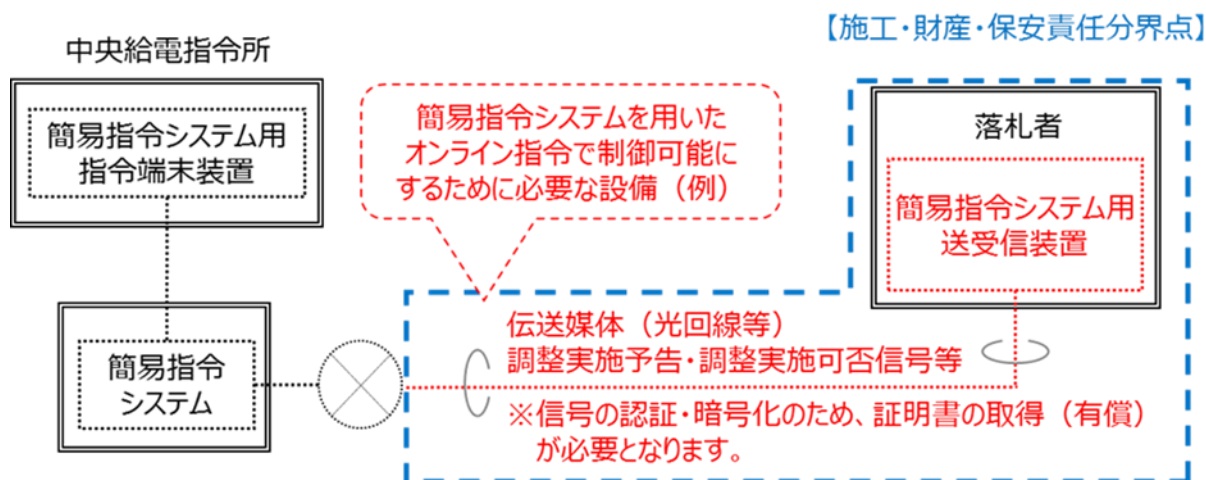 【施工・財産・保安責任分界点】
中央給電指令所
簡易指令システム用
指令端末装置
簡易指令システムを用いた
オンライン指令で制御可能に
するために必要な設備（例）
落札者
簡易指令システム用
送受信装置
簡易指令
システム
伝送媒体（光回線等）
調整実施予告・調整実施可否信号等
※信号の認証・暗号化のため、証明書の取得（有償）
が必要となります。